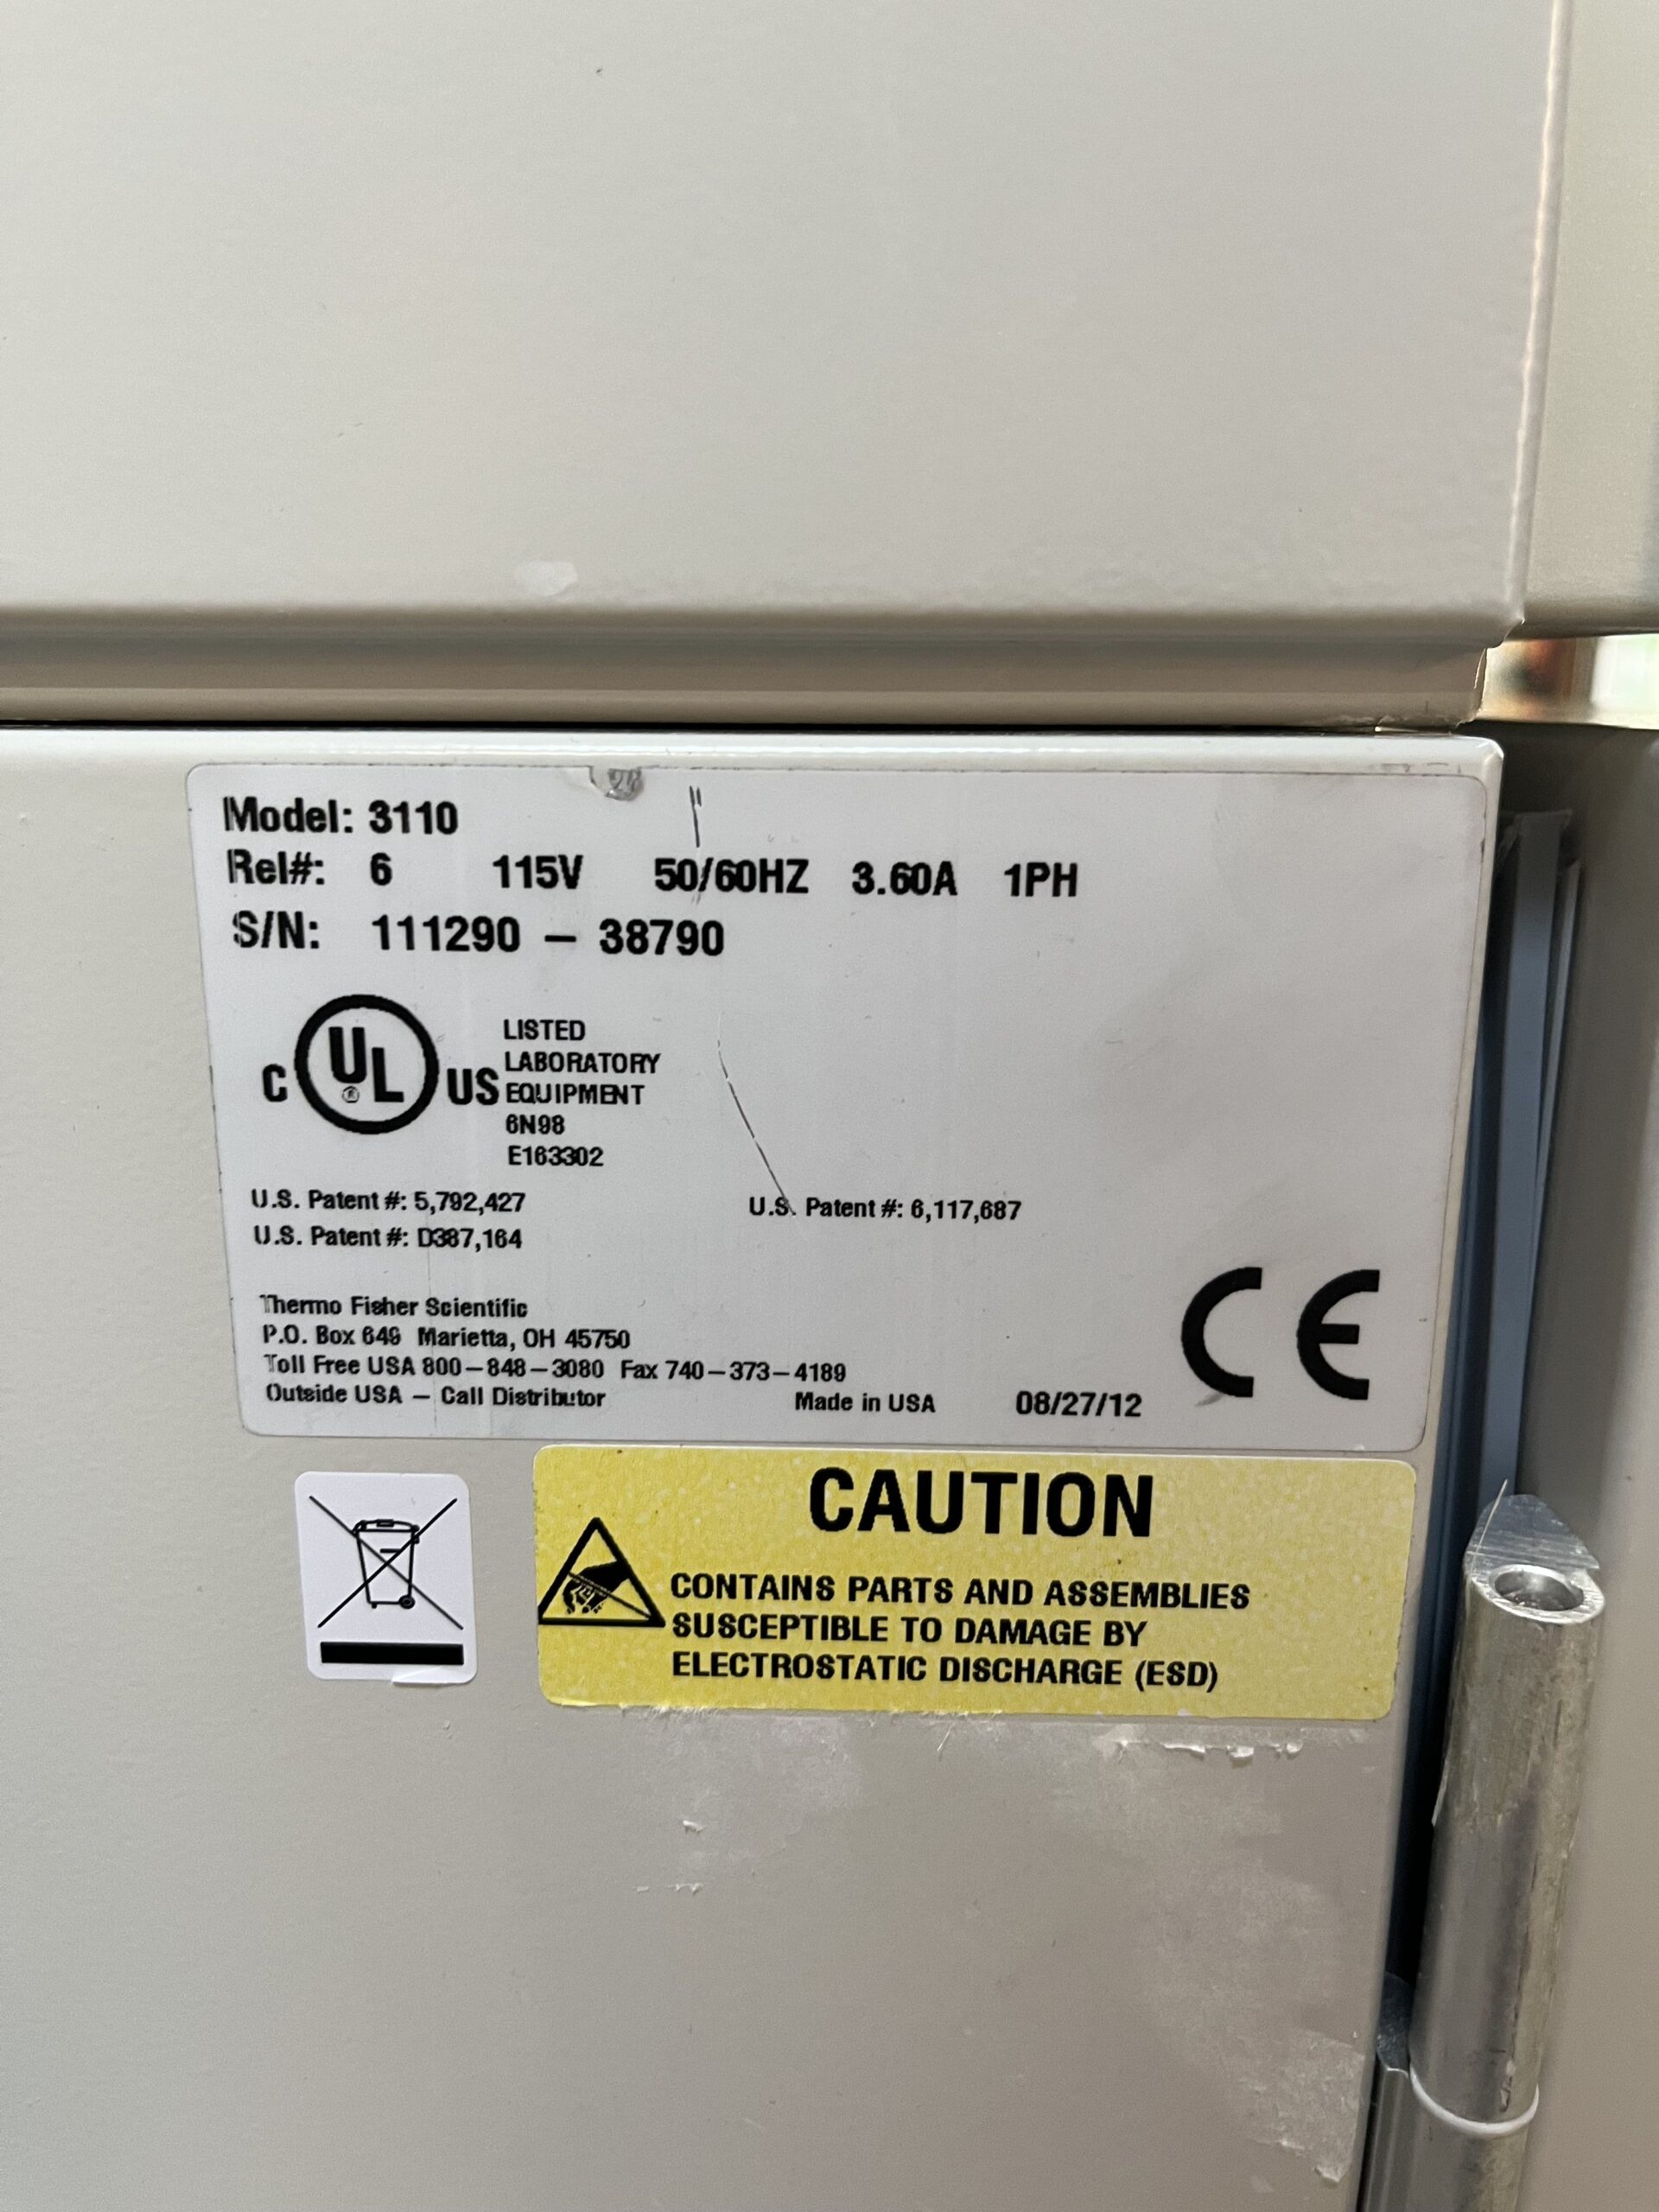 Model: 3110
Rel#: 6 115V 50/60HZ 3.60A 1PH
S/N: 111290 – 38790
C UL® US
LISTED
LABORATORY
EQUIPMENT
6N98
E163302
U.S. Patent #: 5,792,427 U.S. Patent #: 6,117,687
U.S. Patent #: D387,164
Thermo Fisher Scientific
P.O. Box 649 Marietta, OH 45750
Toll Free USA 800–848–3080 Fax 740–373–4189
Outside USA – Call Distributor Made in USA 08/27/12
CE
CAUTION
CONTAINS PARTS AND ASSEMBLIES
SUSCEPTIBLE TO DAMAGE BY
ELECTROSTATIC DISCHARGE (ESD)